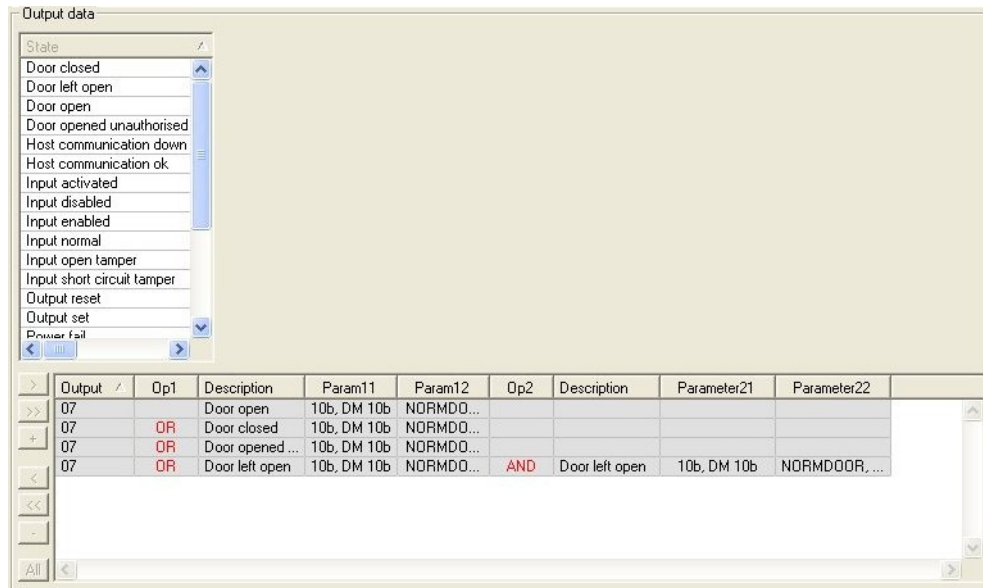 Output data
State
Door closed
Door left open
Door open
Door opened unauthorised
Host communication down
Host communication ok
Input activated
Input disabled
Input enabled
Input normal
Input open tamper
Input short circuit tamper
Output reset
Output set
Power fail
> Output Op1 Description Param11 Param12 Op2 Description Parameter21 Parameter22
07 Door open 10b, DM 10b NORMDO...
>> 07 OR Door closed 10b, DM 10b NORMDO...
+ 07 OR Door opened ... 10b, DM 10b NORMDO...
07 OR Door left open 10b, DM 10b NORMDO... AND Door left open 10b, DM 10b NORMDOOR, ...
<
<<
-
All